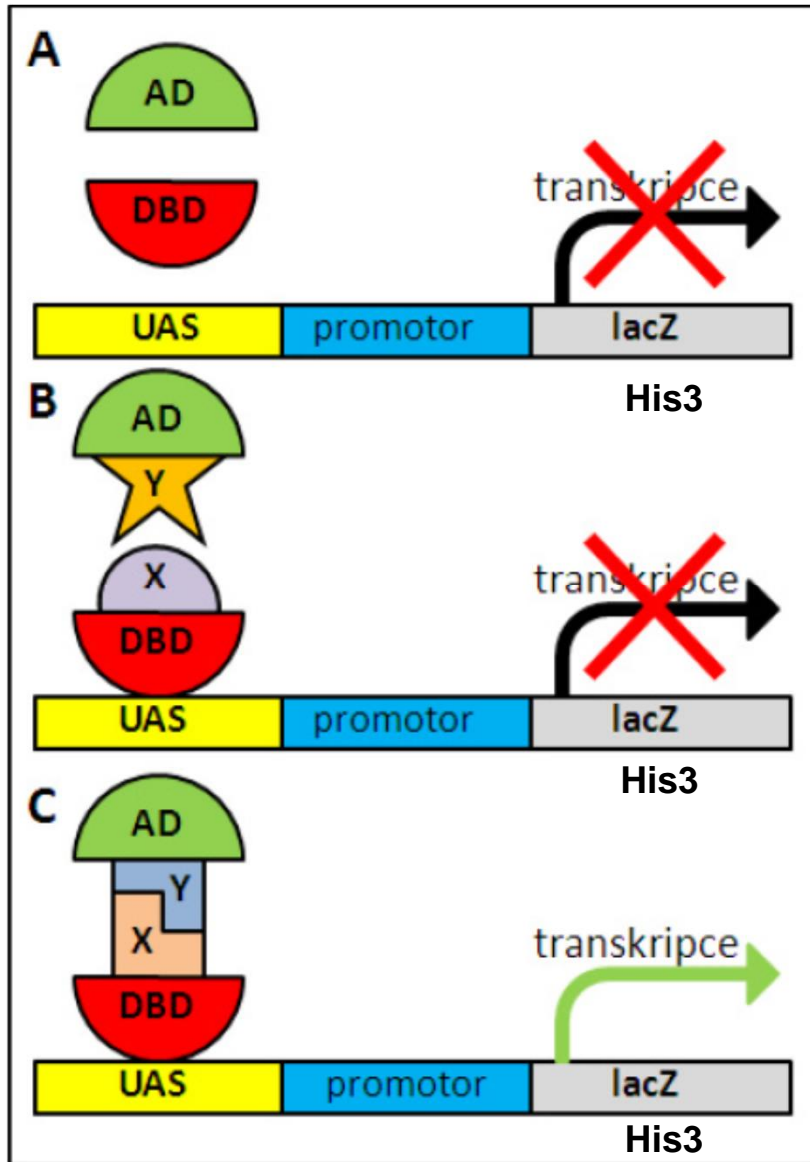 A
AD
DBD
transkripce
UAS promotor lacZ
His3
B
AD
Y
X
DBD
transkripce
UAS promotor lacZ
His3
C
AD
Y
X
DBD
transkripce
UAS promotor lacZ
His3